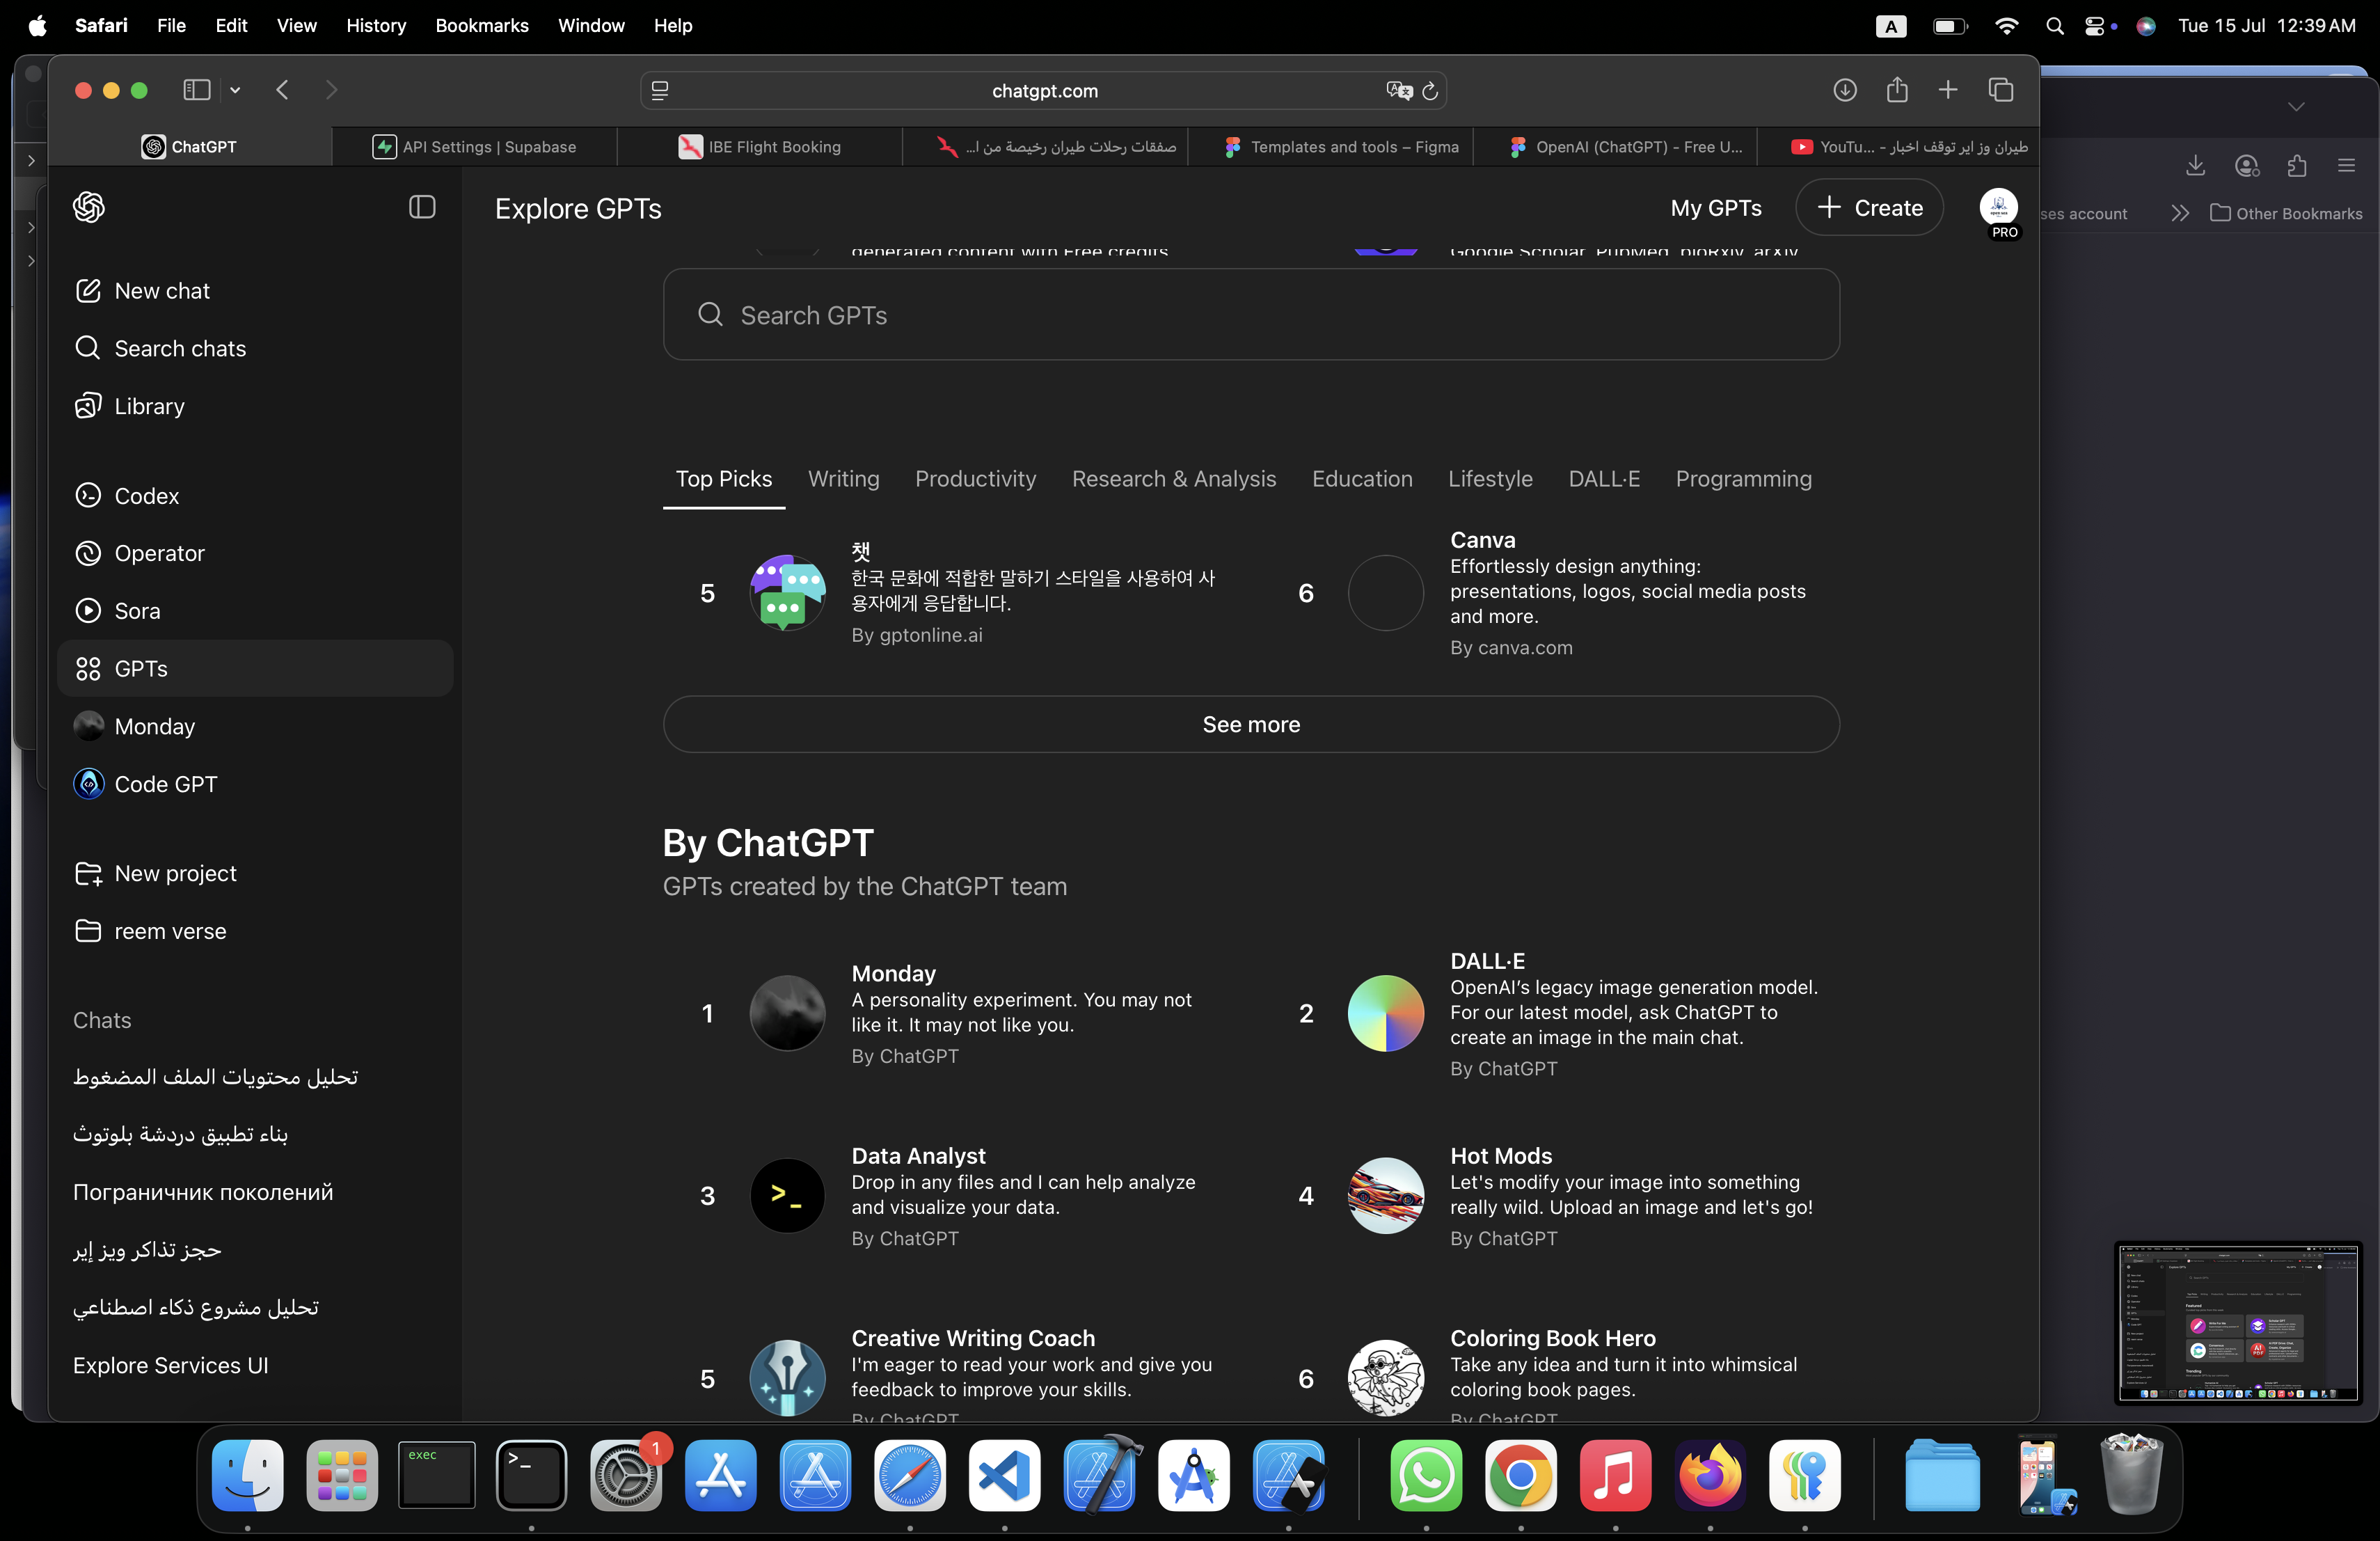 Safari File Edit View History Bookmarks Window Help
A
Tue 15 Jul 12:39 AM
chatgpt.com
ChatGPT
API Settings | Supabase
IBE Flight Booking
صفقات رحلات طيران رخيصة من ا...
Templates and tools – Figma
OpenAI (ChatGPT) - Free U...
طيران وز اير توقف اخبار - YouTu...
ses account
Other Bookmarks
Explore GPTs
My GPTs
Create
PRO
New chat
Search chats
Library
Codex
Operator
Sora
GPTs
Monday
Code GPT
New project
reem verse
Chats
تحليل محتويات الملف المضغوط
بناء تطبيق دردشة بلوتوث
Пограничник поколений
حجز تذاكر ويز إير
تحليل مشروع ذكاء اصطناعي
Explore Services UI
generated content with Free credits
Google Scholar, PubMed, bioRxiv, arXiv
Search GPTs
Top Picks
Writing
Productivity
Research & Analysis
Education
Lifestyle
DALL·E
Programming
5
챗
한국 문화에 적합한 말하기 스타일을 사용하여 사
용자에게 응답합니다.
By gptonline.ai
6
Canva
Effortlessly design anything:
presentations, logos, social media posts
and more.
By canva.com
See more
By ChatGPT
GPTs created by the ChatGPT team
1
Monday
A personality experiment. You may not
like it. It may not like you.
By ChatGPT
2
DALL·E
OpenAI's legacy image generation model.
For our latest model, ask ChatGPT to
create an image in the main chat.
By ChatGPT
3
Data Analyst
Drop in any files and I can help analyze
and visualize your data.
By ChatGPT
4
Hot Mods
Let's modify your image into something
really wild. Upload an image and let's go!
By ChatGPT
5
Creative Writing Coach
I'm eager to read your work and give you
feedback to improve your skills.
By ChatGPT
6
Coloring Book Hero
Take any idea and turn it into whimsical
coloring book pages.
By ChatGPT
exec
1